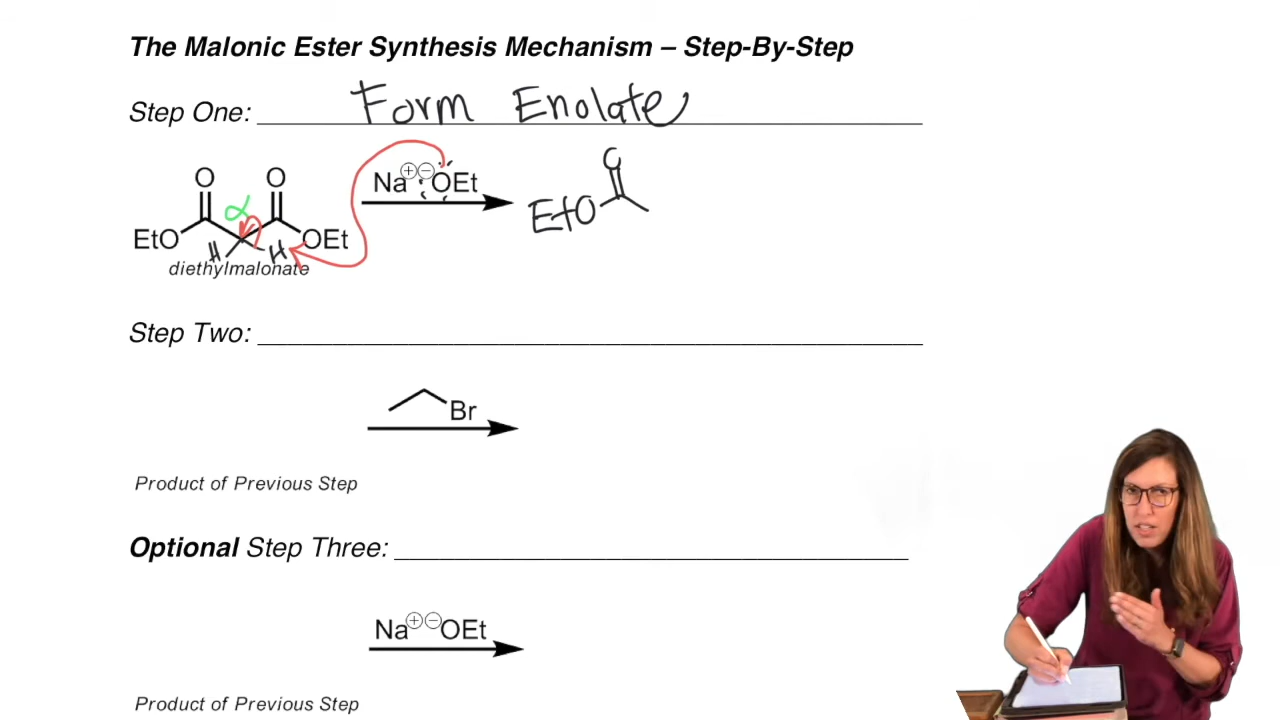 The Malonic Ester Synthesis Mechanism – Step-By-Step
Step One: Form Enolate
O O Na⊕⊖:OEt O
α EtO
EtO H H OEt
diethylmalonate
Step Two:
Br
Product of Previous Step
Optional Step Three:
Na⊕⊖OEt
Product of Previous Step